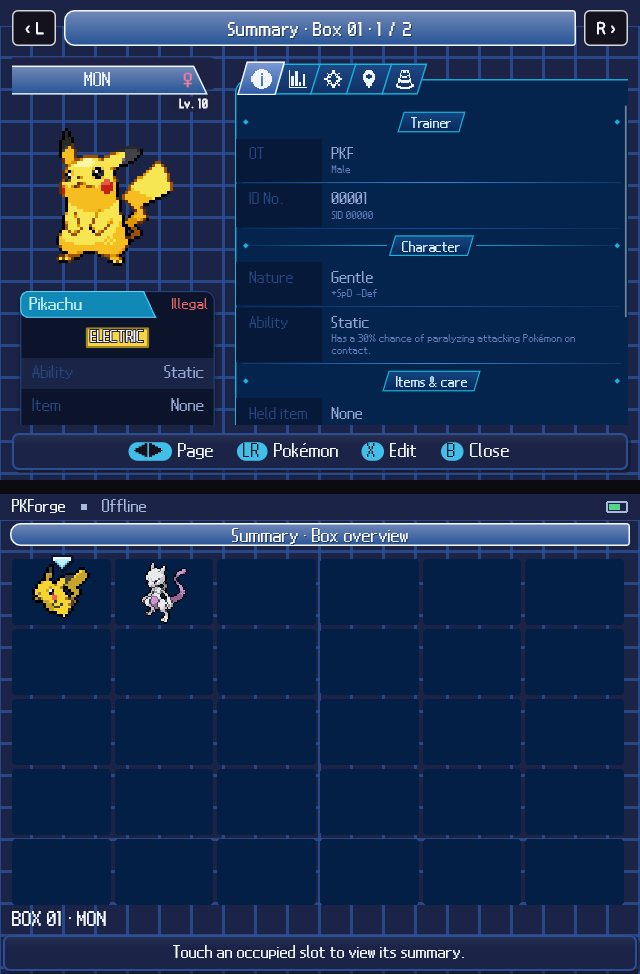 ‹ L
Summary · Box 01 · 1 / 2
R ›
MON ♀
Lv. 10
Trainer
OT
PKF
Male
ID No.
00001
SID 00000
Character
Nature
Gentle
+SpD -Def
Ability
Static
Has a 30% chance of paralyzing attacking Pokémon on
contact.
Items & care
Held item
None
Pikachu
Illegal
ELECTRIC
Ability
Static
Item
None
Page
LR Pokémon
X Edit
B Close
PKForge ▪ Offline
Summary · Box overview
BOX 01 · MON
Touch an occupied slot to view its summary.